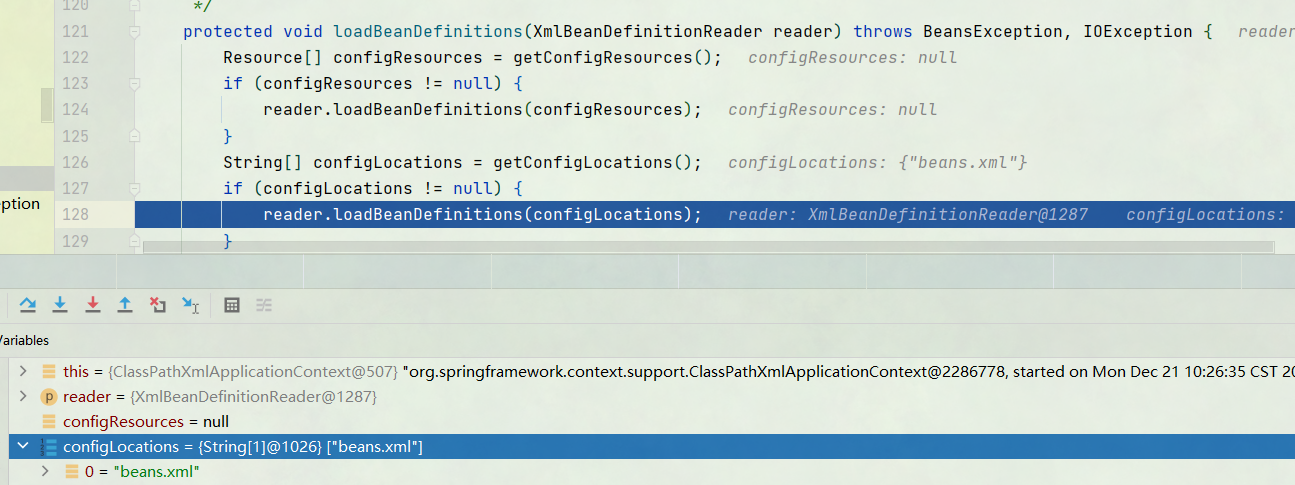 120 */
121 protected void loadBeanDefinitions(XmlBeanDefinitionReader reader) throws BeansException, IOException { reader
122 Resource[] configResources = getConfigResources(); configResources: null
123 if (configResources != null) {
124 reader.loadBeanDefinitions(configResources); configResources: null
125 }
126 String[] configLocations = getConfigLocations(); configLocations: {"beans.xml"}
127 if (configLocations != null) {
ption
128 reader.loadBeanDefinitions(configLocations); reader: XmlBeanDefinitionReader@1287 configLocations:
129 }
Variables
this = {ClassPathXmlApplicationContext@507} "org.springframework.context.support.ClassPathXmlApplicationContext@2286778, started on Mon Dec 21 10:26:35 CST 20
p reader = {XmlBeanDefinitionReader@1287}
configResources = null
configLocations = {String[1]@1026} ["beans.xml"]
0 = "beans.xml"